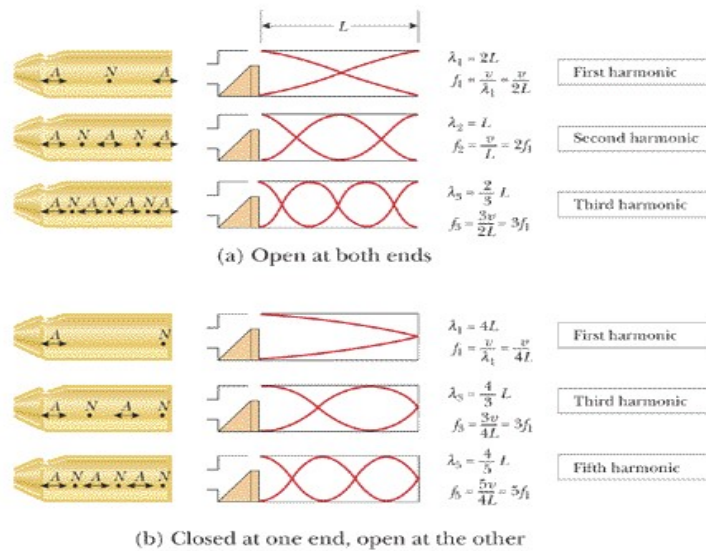 L
A N A
λ₁ = 2L
f₁ = v/λ₁ = v/2L
First harmonic
A N A N A
λ₂ = L
f₂ = v/L = 2f₁
Second harmonic
A N A N A N A
λ₃ = 2/3 L
f₃ = 3v/2L = 3f₁
Third harmonic
(a) Open at both ends
A N
λ₁ = 4L
f₁ = v/λ₁ = v/4L
First harmonic
A N A N
λ₃ = 4/3 L
f₃ = 3v/4L = 3f₁
Third harmonic
A N A N A N
λ₅ = 4/5 L
f₅ = 5v/4L = 5f₁
Fifth harmonic
(b) Closed at one end, open at the other